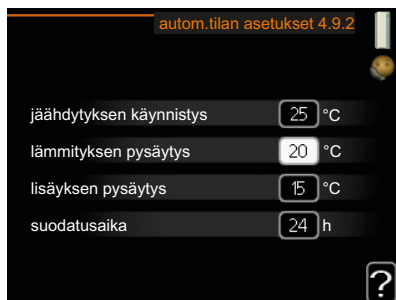 autom.tilan asetukset 4.9.2
jäähdytyksen käynnistys 25 °C
lämmityksen pysäytys 20 °C
lisäyksen pysäytys 15 °C
suodatusaika 24 h
?